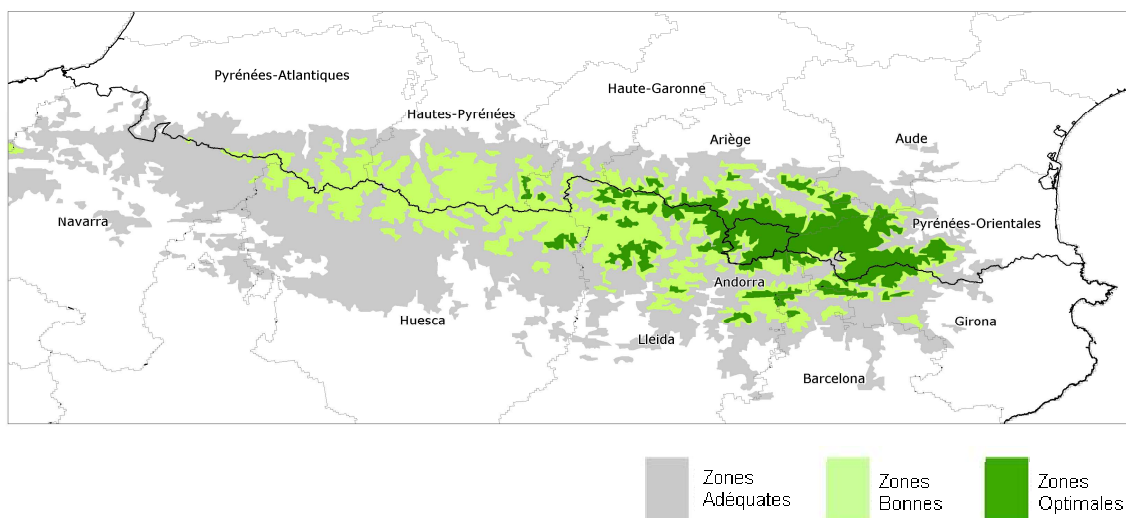 Pyrénées-Atlantiques
Haute-Garonne
Hautes-Pyrénées
Ariège
Aude
Navarra
Pyrénées-Orientales
Andorra
Huesca
Girona
Lleida
Barcelona
Zones
Adéquates
Zones
Bonnes
Zones
Optimales